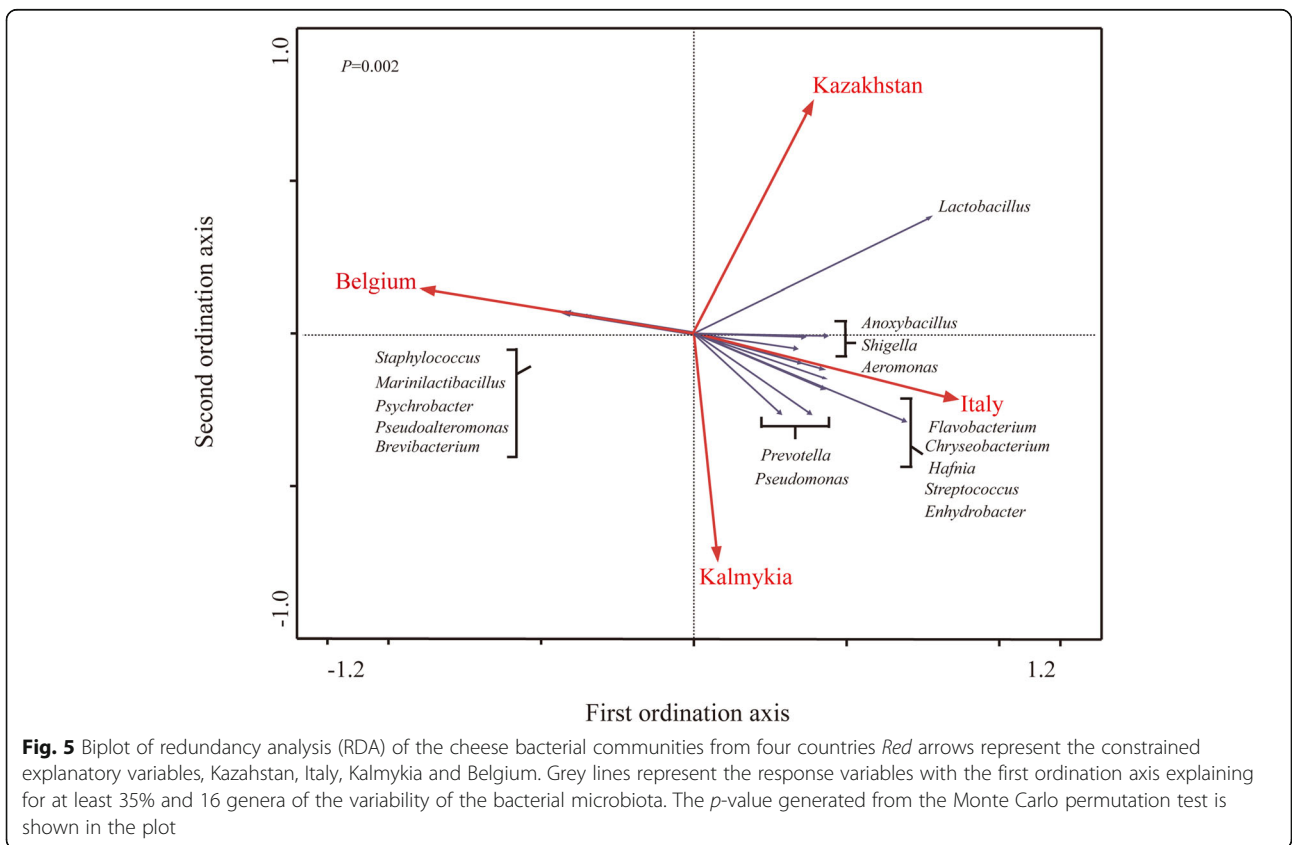 1.0
P=0.002
Kazakhstan
Lactobacillus
Second ordination axis
Belgium
Anoxybacillus
Shigella
Aeromonas
Staphylococcus
Marinilactibacillus
Psychrobacter
Pseudoalteromonas
Brevibacterium
Italy
Flavobacterium
Chryseobacterium
Hafnia
Streptococcus
Enhydrobacter
Prevotella
Pseudomonas
Kalmykia
-1.0
-1.2
1.2
First ordination axis
Fig. 5 Biplot of redundancy analysis (RDA) of the cheese bacterial communities from four countries Red arrows represent the constrained
explanatory variables, Kazahstan, Italy, Kalmykia and Belgium. Grey lines represent the response variables with the first ordination axis explaining
for at least 35% and 16 genera of the variability of the bacterial microbiota. The p-value generated from the Monte Carlo permutation test is
shown in the plot